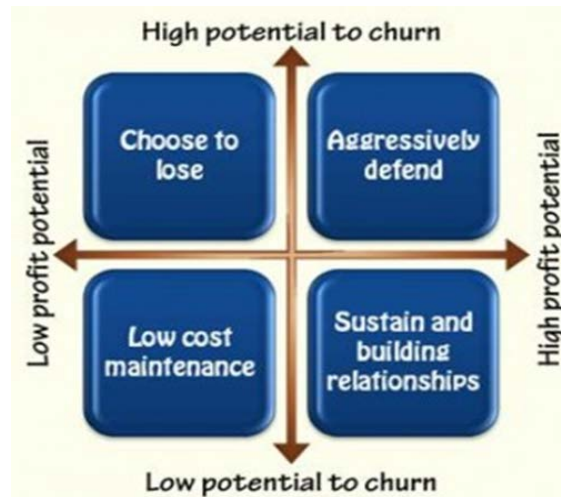 High potential to churn
Choose to
lose
Aggressively
defend
Low profit potential
High profit potential
Low cost
maintenance
Sustain and
building
relationships
Low potential to churn